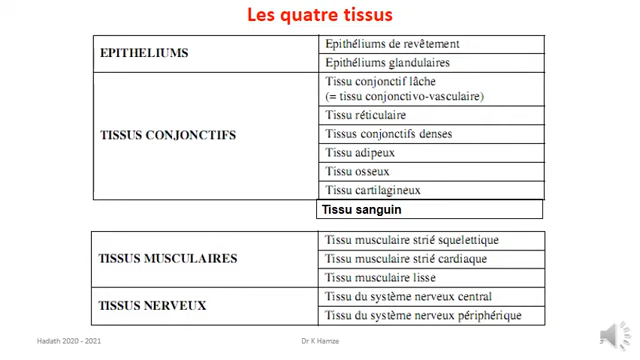 Les quatre tissus
EPITHELIUMS
Epithéliums de revêtement
Epithéliums glandulaires
TISSUS CONJONCTIFS
Tissu conjonctif lâche
(= tissu conjonctivo-vasculaire)
Tissu réticulaire
Tissus conjonctifs denses
Tissu adipeux
Tissu osseux
Tissu cartilagineux
Tissu sanguin
TISSUS MUSCULAIRES
Tissu musculaire strié squelettique
Tissu musculaire strié cardiaque
Tissu musculaire lisse
TISSUS NERVEUX
Tissu du système nerveux central
Tissu du système nerveux périphérique
Hadath 2020 - 2021
Dr K Hamze